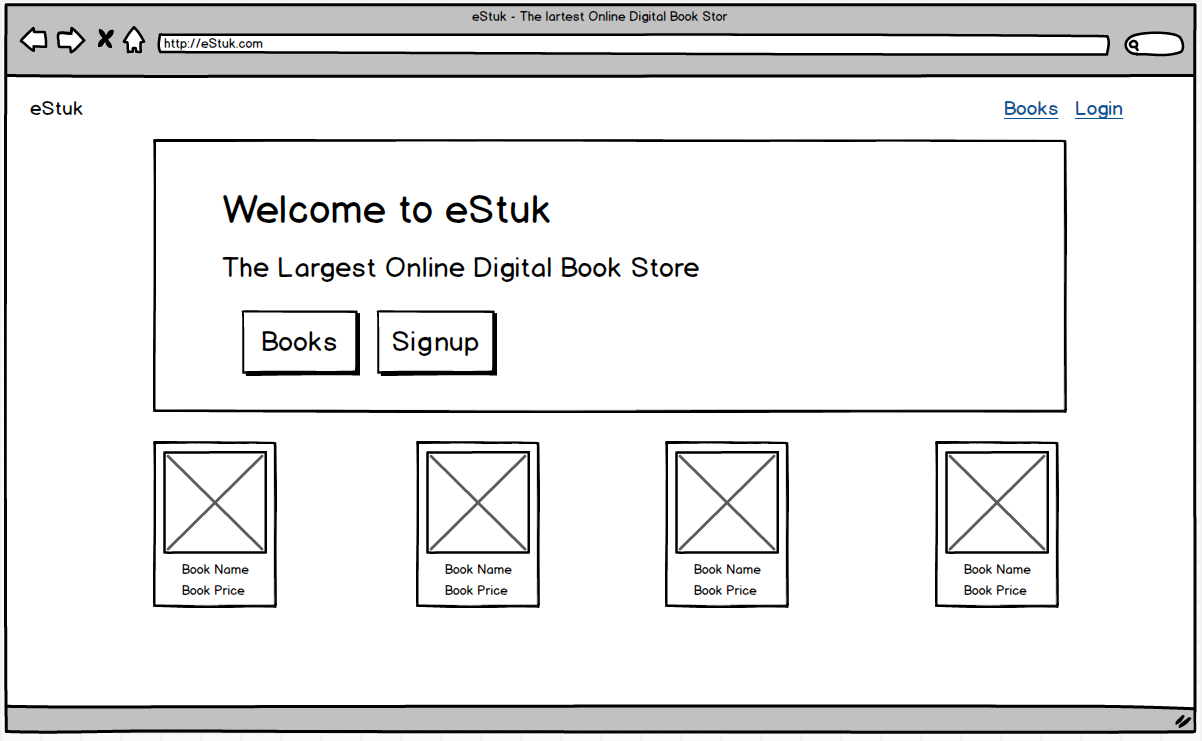 eStuk - The lartest Online Digital Book Stor
http://eStuk.com
eStuk
Books Login
Welcome to eStuk
The Largest Online Digital Book Store
Books Signup
Book Name Book Name Book Name Book Name
Book Price Book Price Book Price Book Price